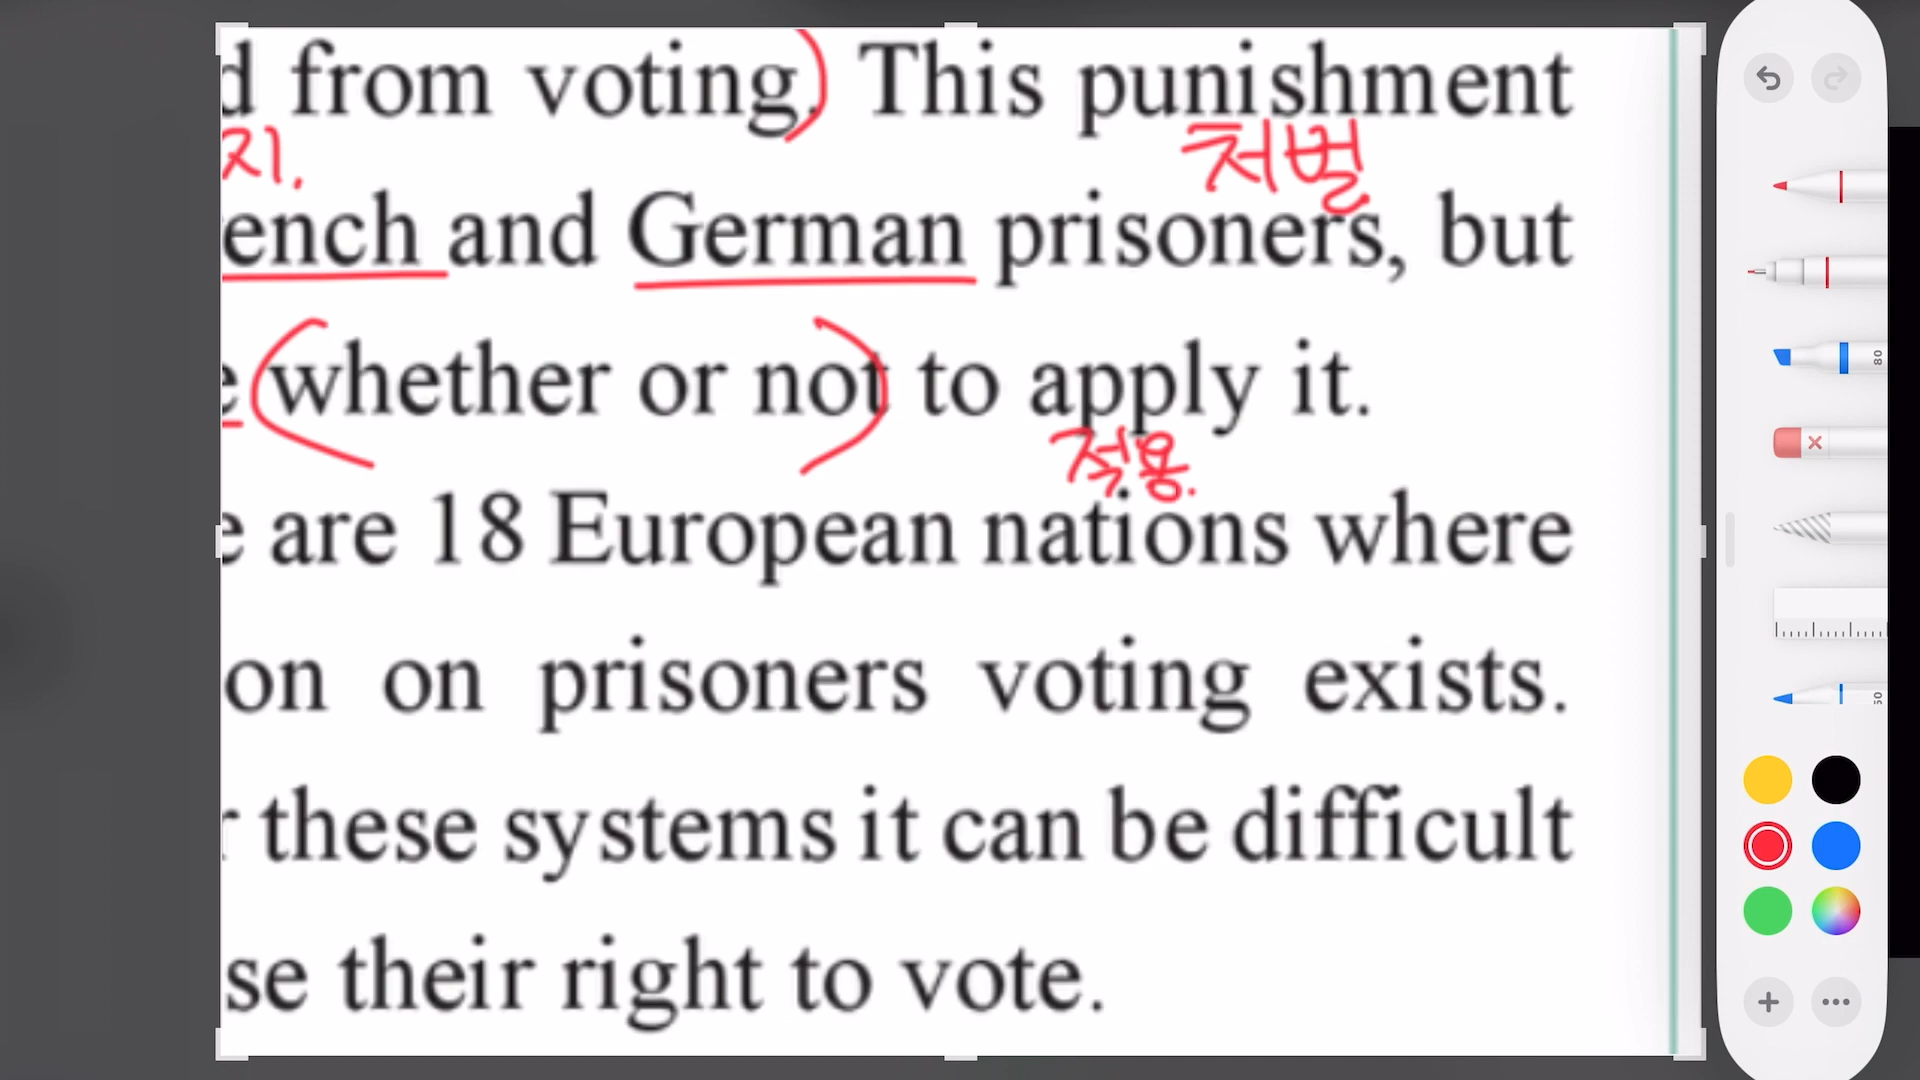 d from voting. This punishment
지. 처벌
ench and German prisoners, but
e whether or not to apply it.
적용.
e are 18 European nations where
on on prisoners voting exists.
r these systems it can be difficult
se their right to vote.
80
50